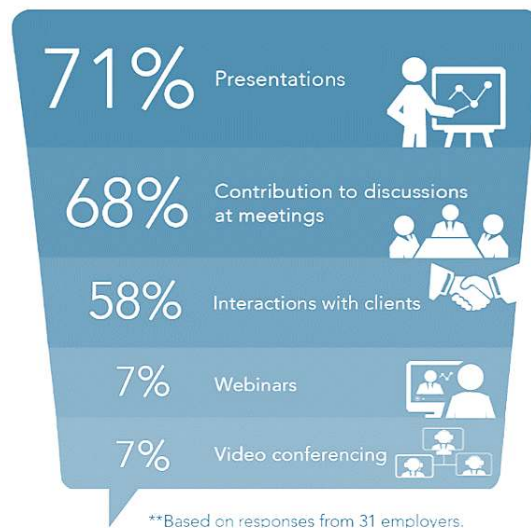 71% Presentations
68% Contribution to discussions
at meetings
58% Interactions with clients
7% Webinars
7% Video conferencing
**Based on responses from 31 employers.